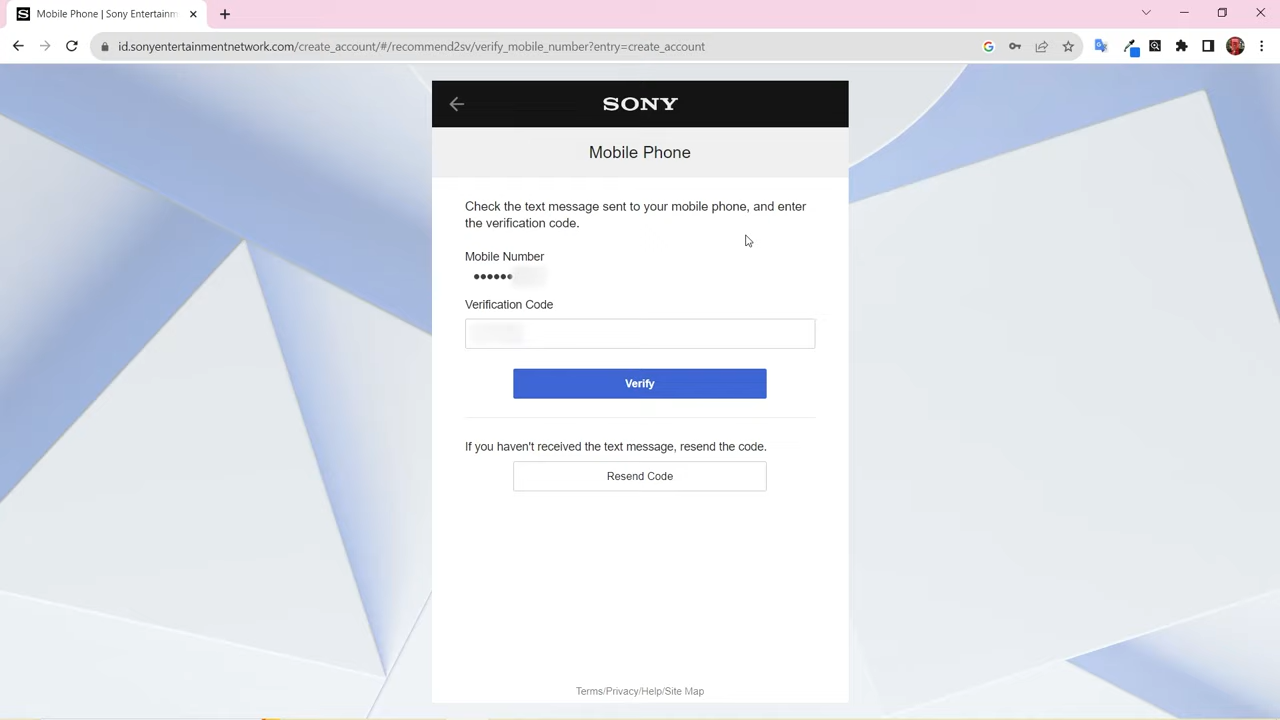 Mobile Phone | Sony Entertainm
id.sonyentertainmentnetwork.com/create_account/#/recommend2sv/verify_mobile_number?entry=create_account
SONY
Mobile Phone
Check the text message sent to your mobile phone, and enter
the verification code.
Mobile Number
••••••
Verification Code
Verify
If you haven't received the text message, resend the code.
Resend Code
Terms/Privacy/Help/Site Map